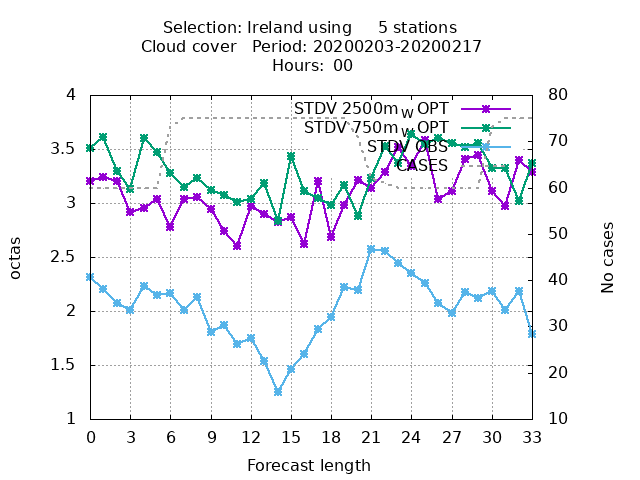 Selection: Ireland using     5 stations
Cloud cover   Period: 20200203-20200217
Hours:  00
4
3.5
3
2.5
2
1.5
1
octas
80
70
60
50
40
30
20
10
No cases
STDV 2500m W OPT
STDV 750m W OPT
STDV OBS
CASES
0 3 6 9 12 15 18 21 24 27 30 33
Forecast length